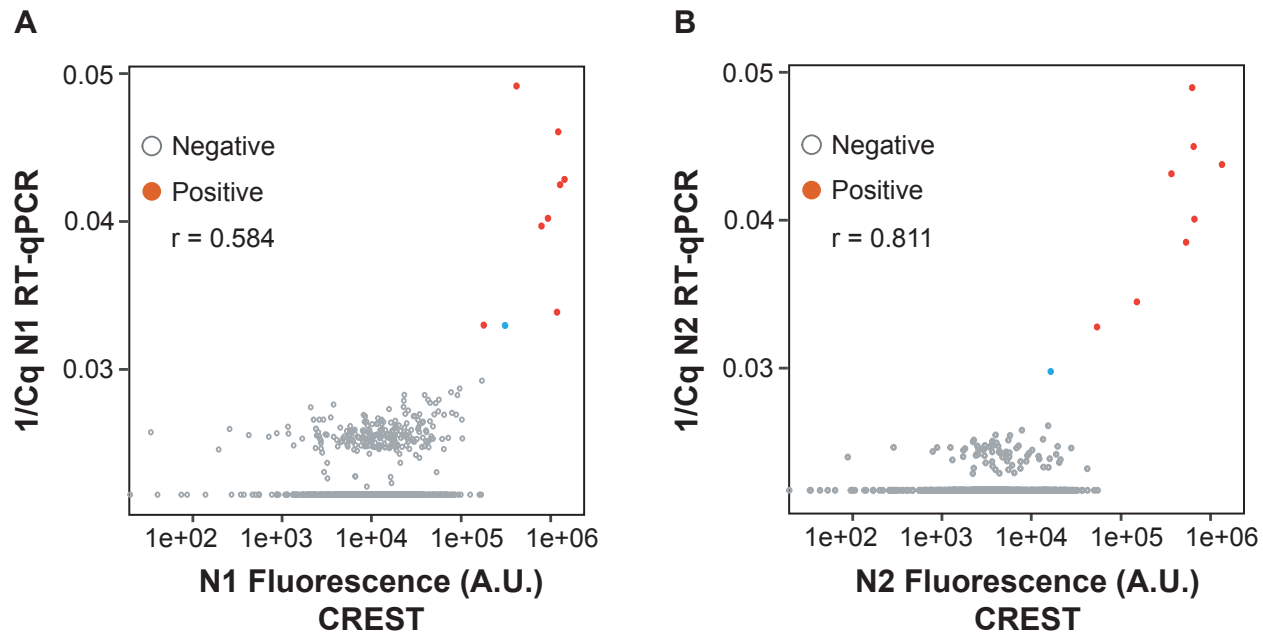 A
1/Cq N1 RT-qPCR
0.05
0.04
0.03
Negative
Positive
r = 0.584
1e+02 1e+03 1e+04 1e+05 1e+06
N1 Fluorescence (A.U.)
CREST
B
1/Cq N2 RT-qPCR
0.05
0.04
0.03
Negative
Positive
r = 0.811
1e+02 1e+03 1e+04 1e+05 1e+06
N2 Fluorescence (A.U.)
CREST